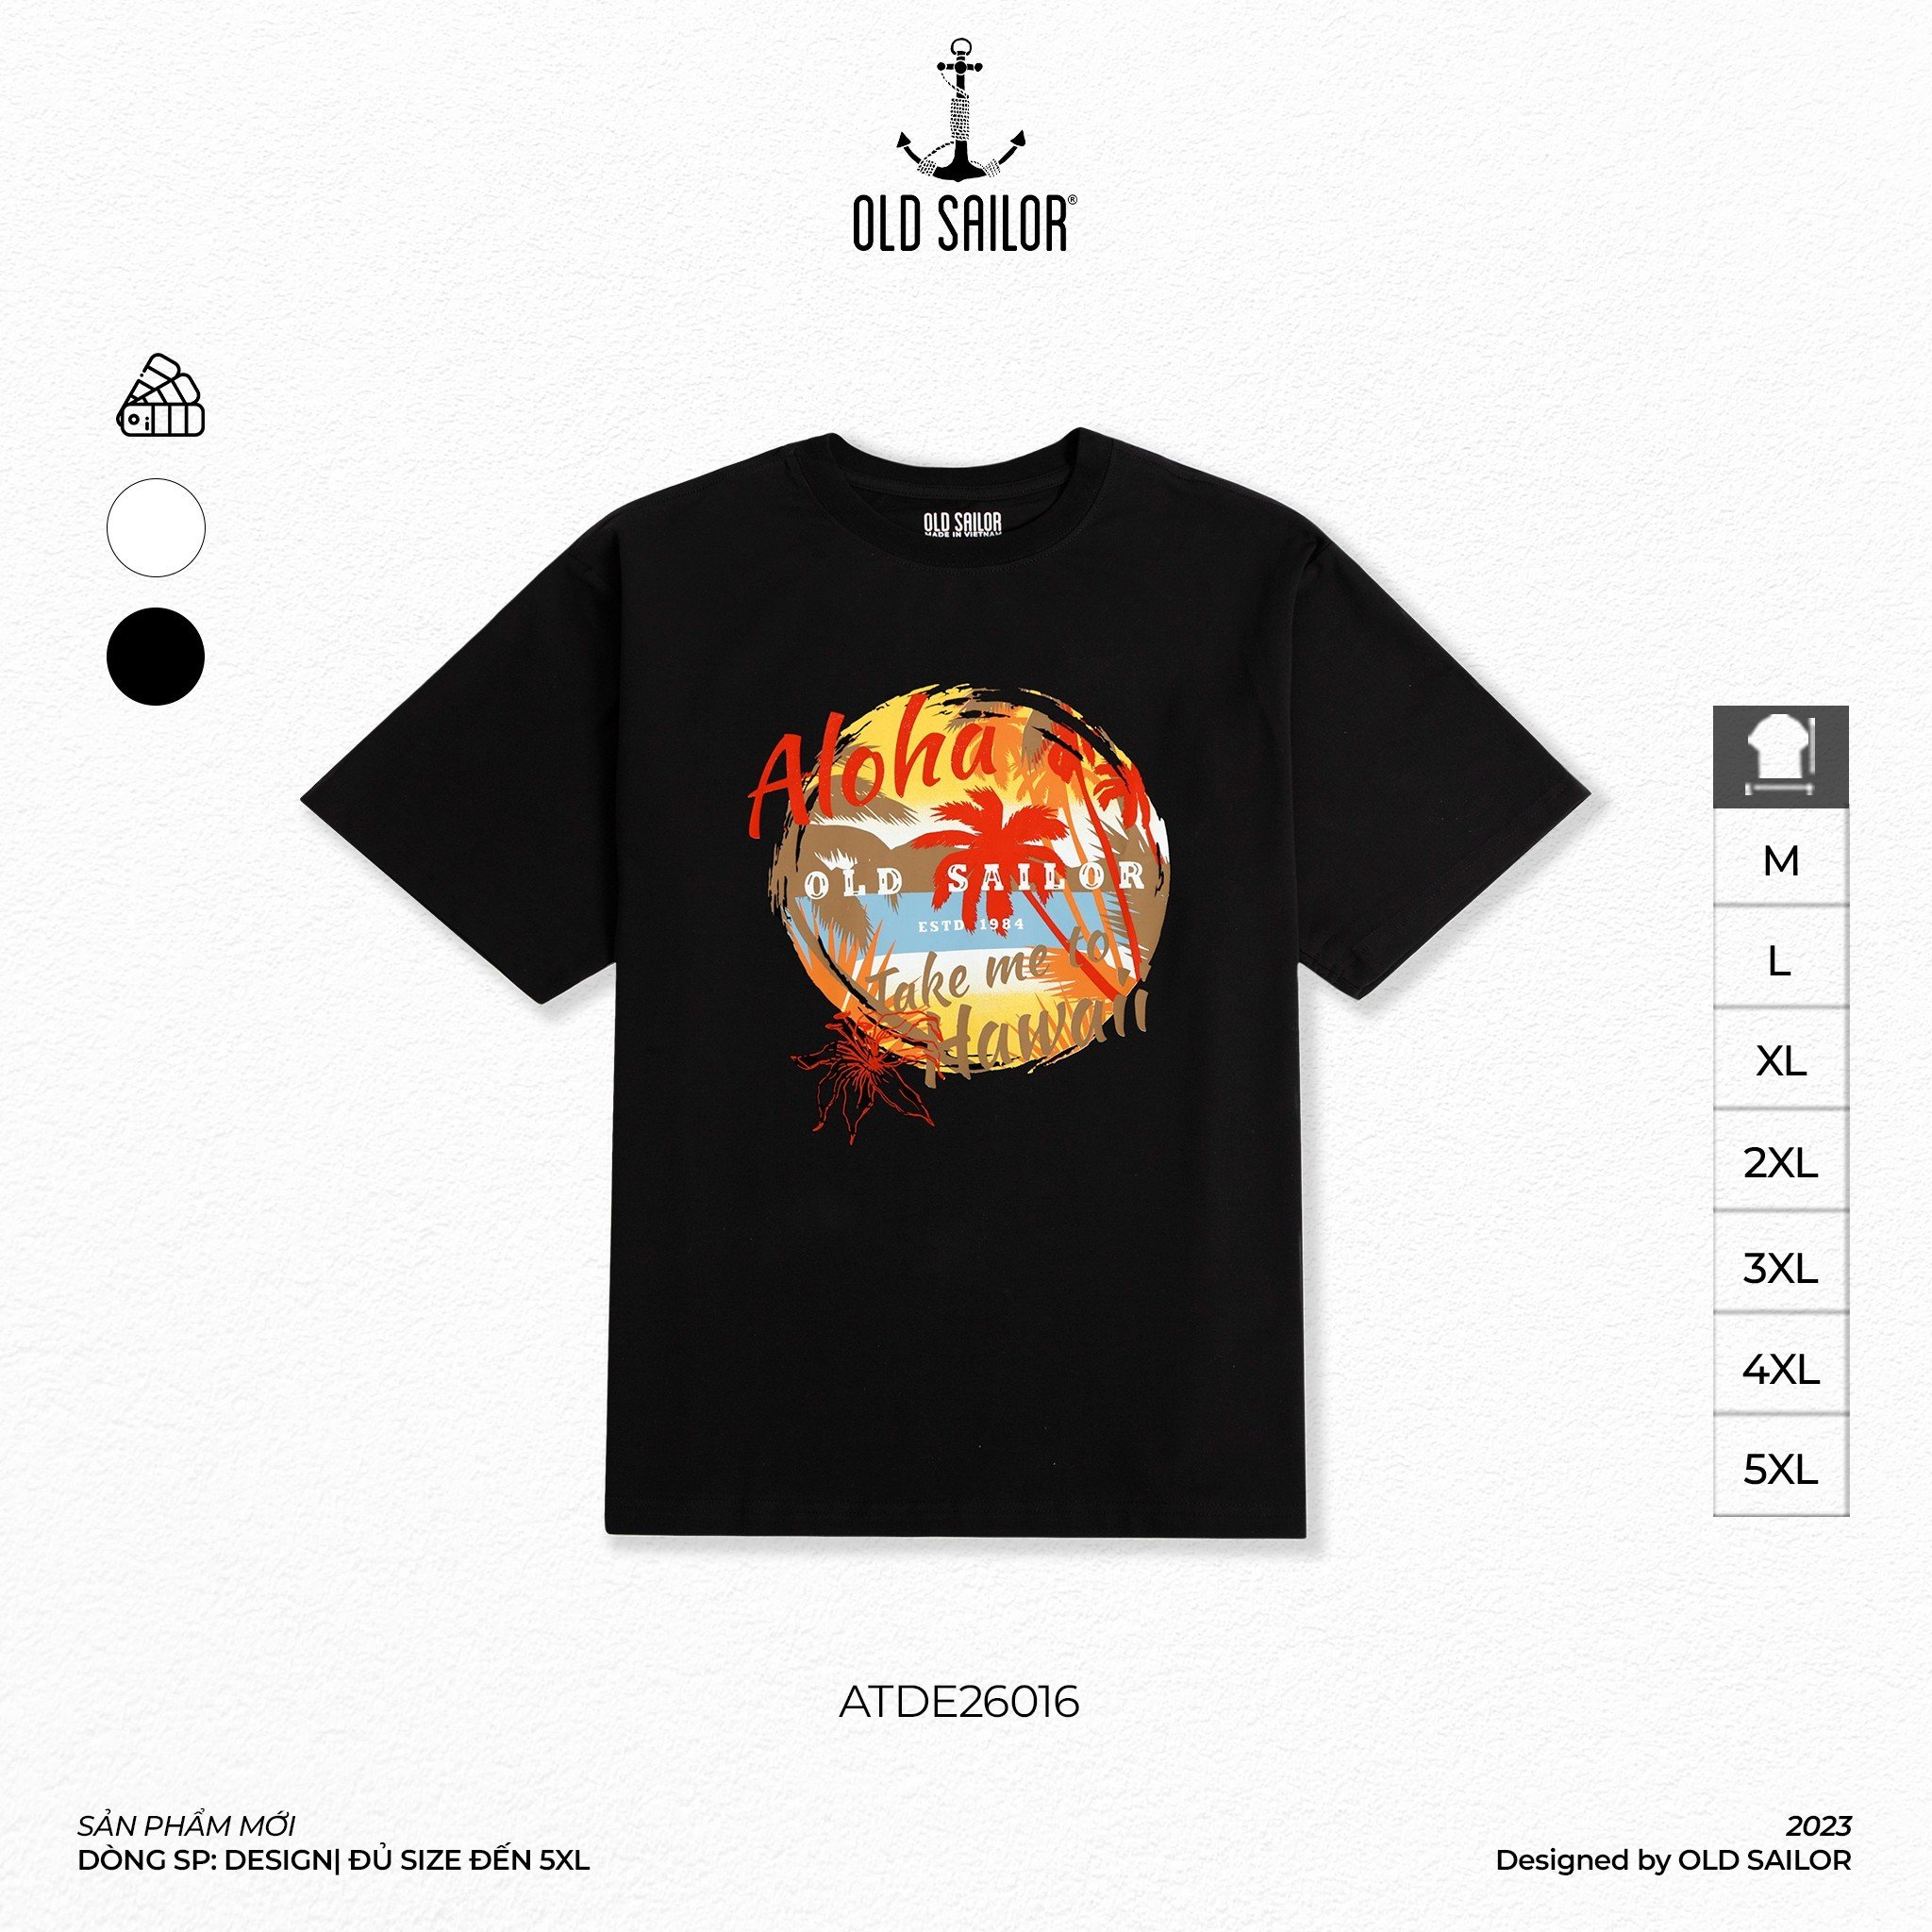 OLD SAILOR®
OLD SAILOR
MADE IN VIETNAM
Aloha
OLD SAILOR
ESTD 1984
Take me to
Hawaii
M
L
XL
2XL
3XL
4XL
5XL
ATDE26016
SẢN PHẨM MỚI
DÒNG SP: DESIGN| ĐỦ SIZE ĐẾN 5XL
2023
Designed by OLD SAILOR